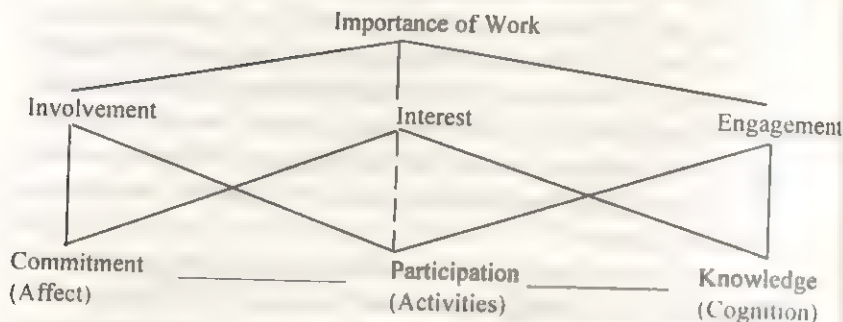 Importance of Work
Involvement
Interest
Engagement
Commitment
(Affect)
Participation
(Activities)
Knowledge
(Cognition)